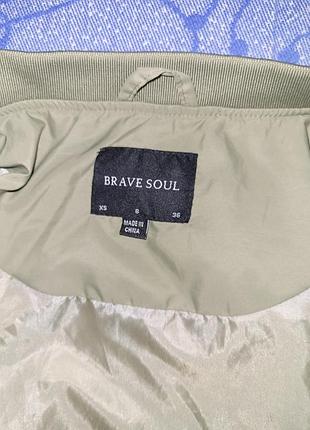 BRAVE SOUL
XS 8 36
MADE IN
CHINA